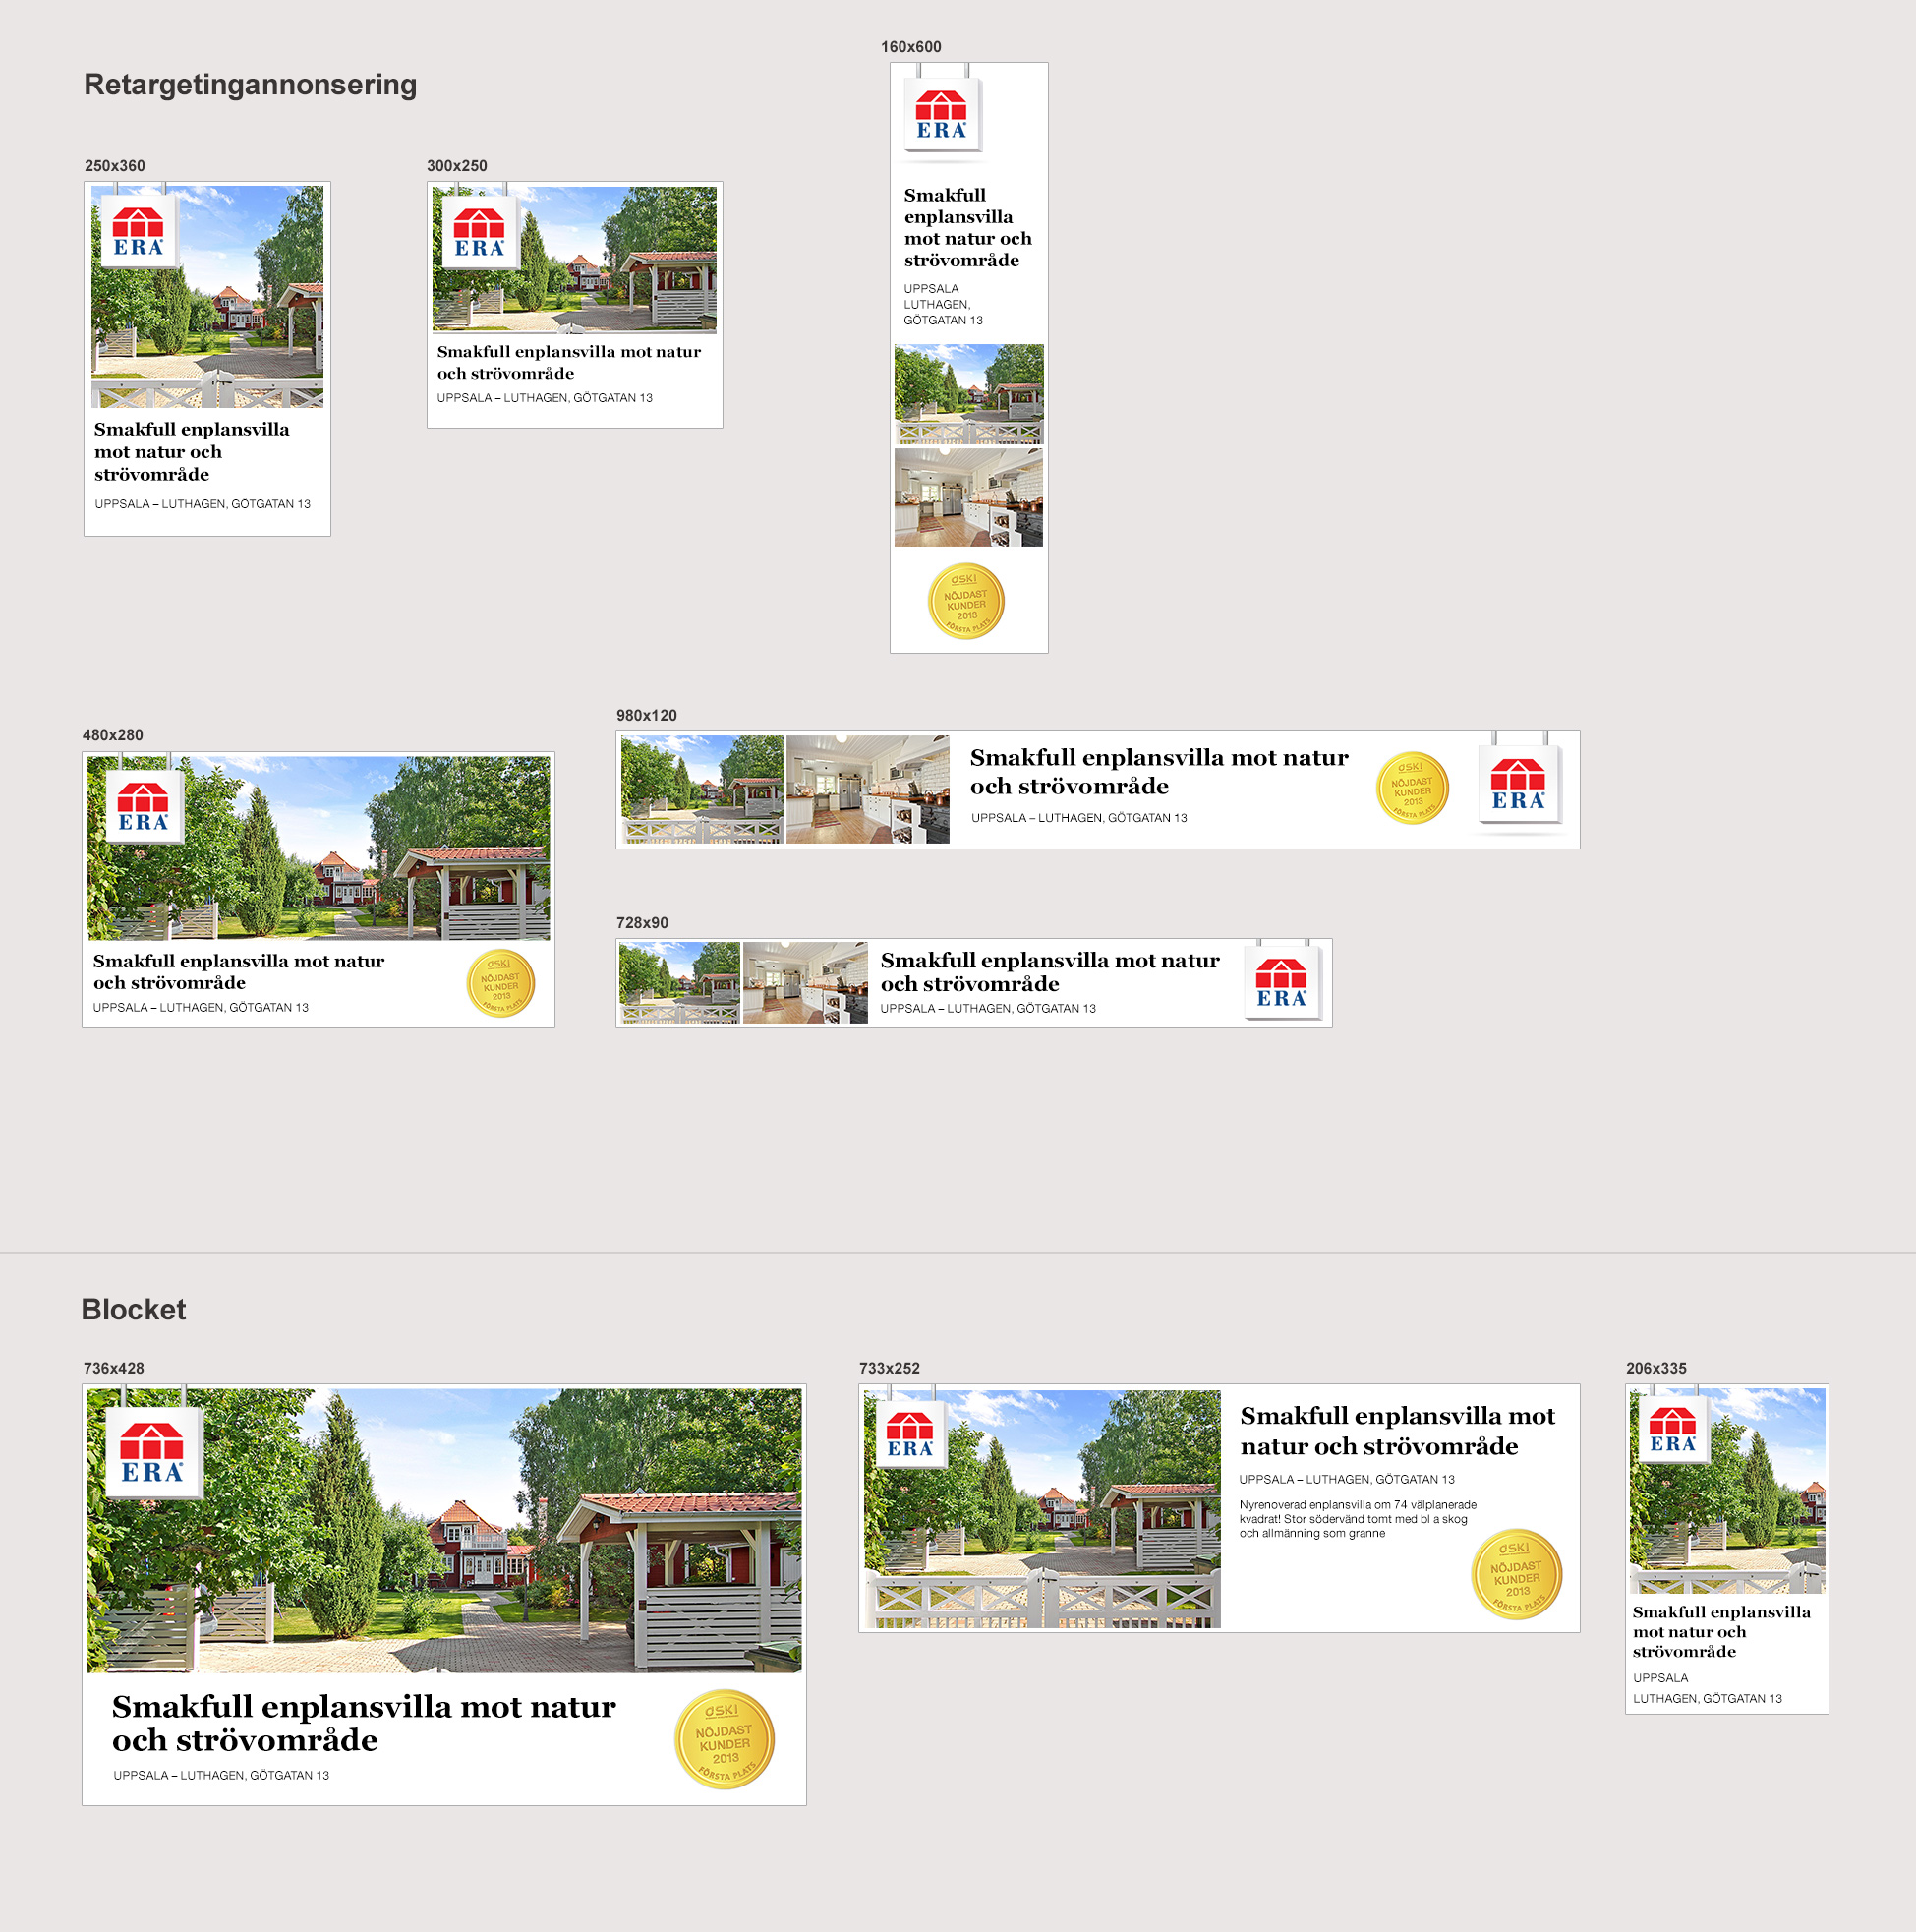 Retargetingannonsering
250x360
ERA
Smakfull enplansvilla
mot natur och
strövområde
UPPSALA – LUTHAGEN, GÖTGATAN 13
300x250
ERA
Smakfull enplansvilla mot natur
och strövområde
UPPSALA – LUTHAGEN, GÖTGATAN 13
160x600
ERA
Smakfull
enplansvilla
mot natur och
strövområde
UPPSALA
LUTHAGEN,
GÖTGATAN 13
SKI
NÖJDAST
KUNDER
2013
FÖRSTA PLATS
480x280
ERA
Smakfull enplansvilla mot natur
och strövområde
UPPSALA – LUTHAGEN, GÖTGATAN 13
SKI
NÖJDAST
KUNDER
2013
FÖRSTA PLATS
980x120
Smakfull enplansvilla mot natur
och strövområde
UPPSALA – LUTHAGEN, GÖTGATAN 13
SKI
NÖJDAST
KUNDER
2013
FÖRSTA PLATS
ERA
728x90
Smakfull enplansvilla mot natur
och strövområde
UPPSALA – LUTHAGEN, GÖTGATAN 13
ERA
Blocket
736x428
ERA
Smakfull enplansvilla mot natur
och strövområde
UPPSALA – LUTHAGEN, GÖTGATAN 13
SKI
NÖJDAST
KUNDER
2013
FÖRSTA PLATS
733x252
ERA
Smakfull enplansvilla mot
natur och strövområde
UPPSALA – LUTHAGEN, GÖTGATAN 13
Nyrenoverad enplansvilla om 74 välplanerade
kvadrat! Stor södervänd tomt med bl a skog
och allmänning som granne
SKI
NÖJDAST
KUNDER
2013
FÖRSTA PLATS
206x335
ERA
Smakfull enplansvilla
mot natur och
strövområde
UPPSALA
LUTHAGEN, GÖTGATAN 13